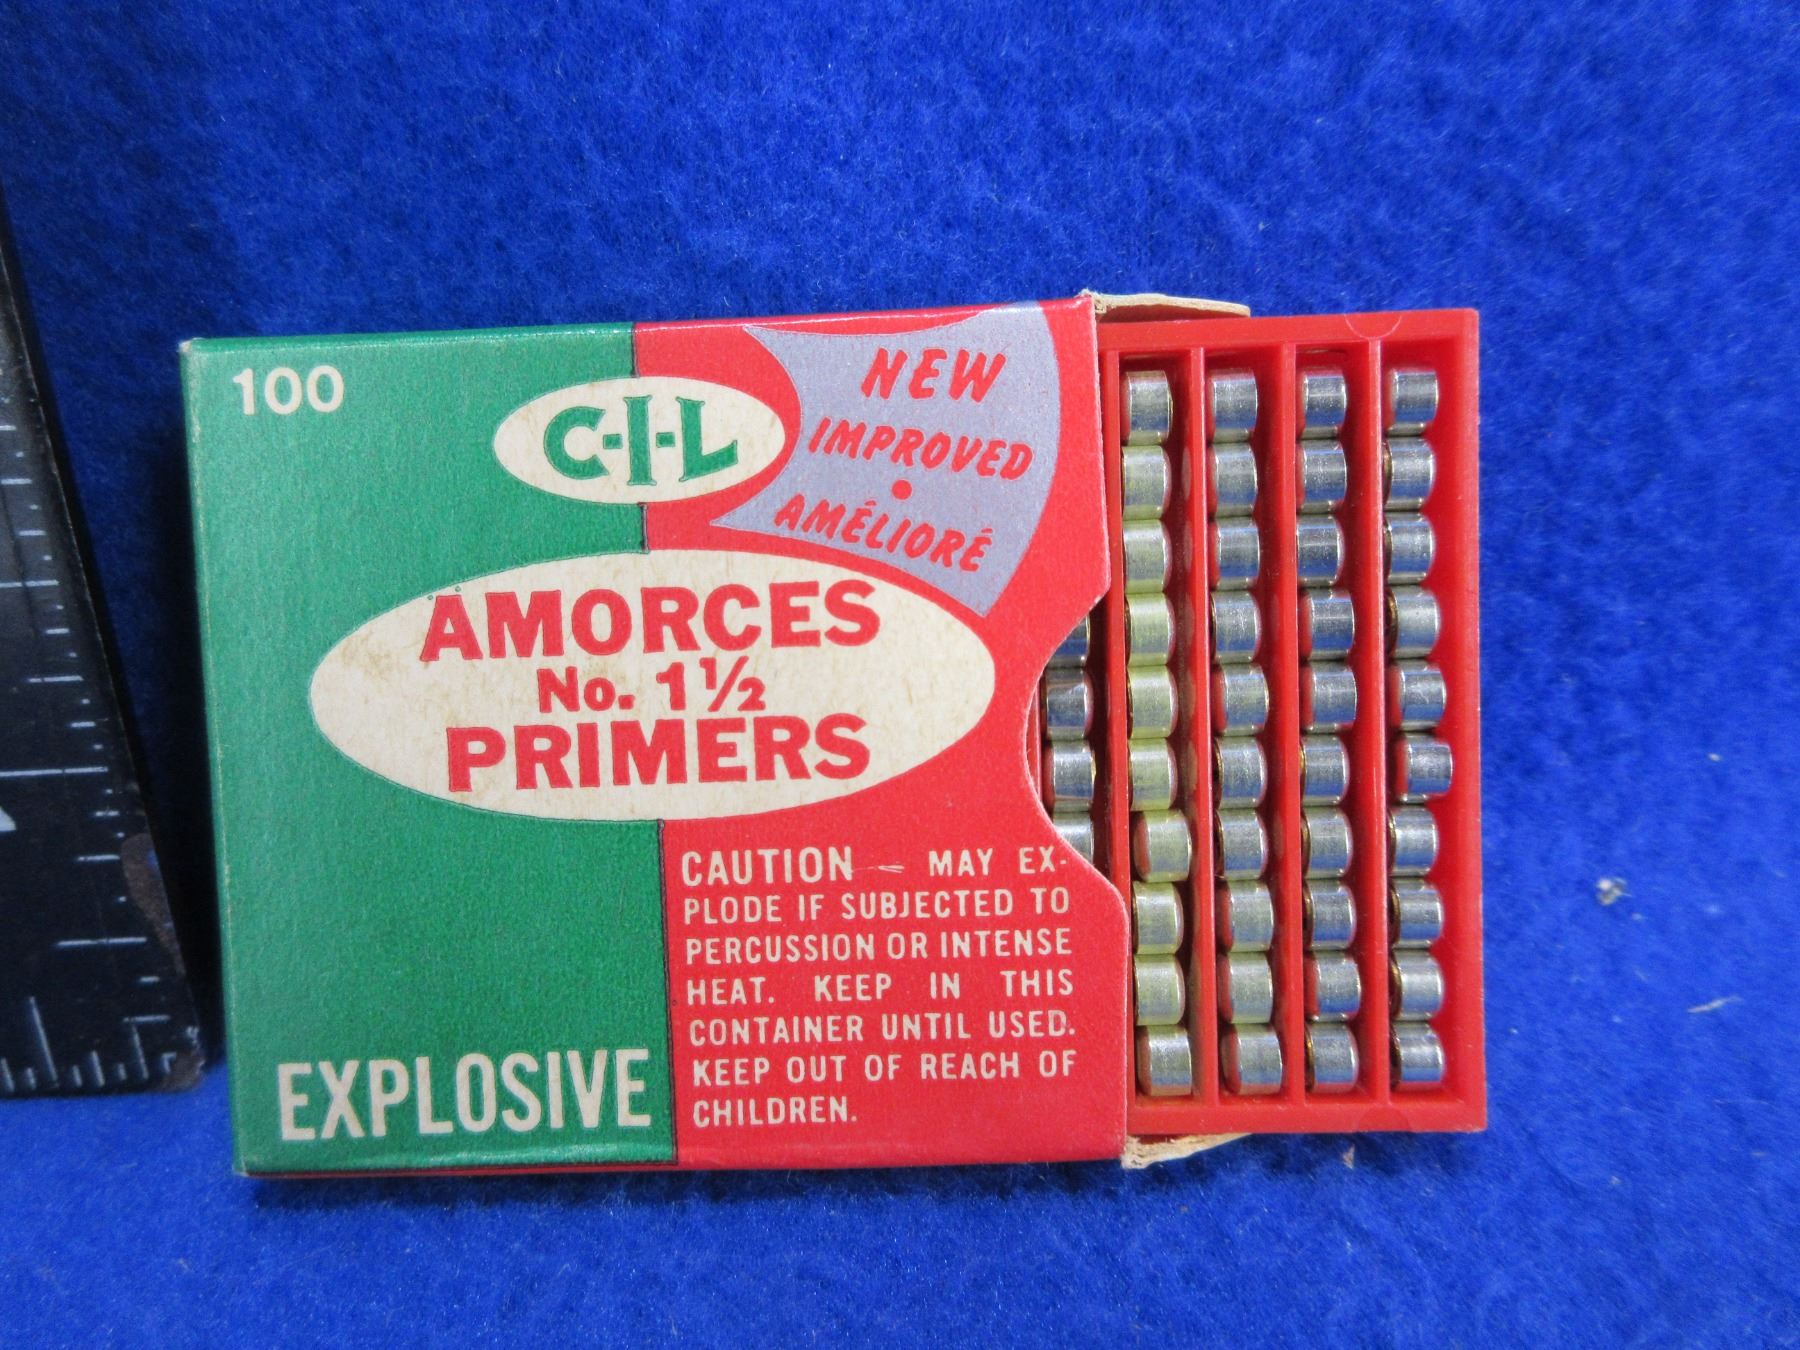 100
C-I-L
NEW
IMPROVED
•
AMÉLIORÉ
AMORCES
No. 1½
PRIMERS
CAUTION – MAY EX-
PLODE IF SUBJECTED TO
PERCUSSION OR INTENSE
HEAT. KEEP IN THIS
CONTAINER UNTIL USED.
KEEP OUT OF REACH OF
CHILDREN.
EXPLOSIVE